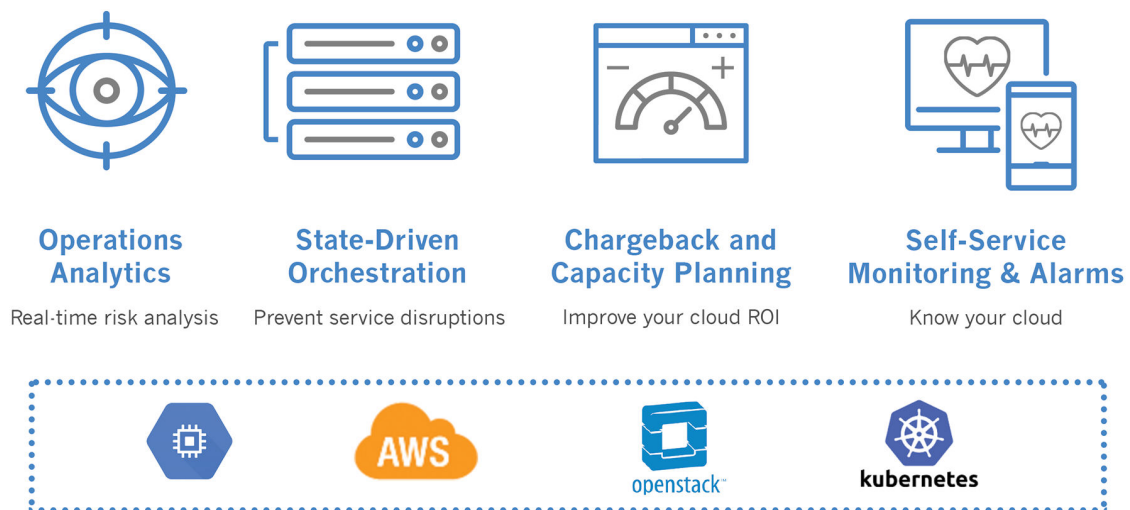 Operations
Analytics
Real-time risk analysis
State-Driven
Orchestration
Prevent service disruptions
Chargeback and
Capacity Planning
Improve your cloud ROI
Self-Service
Monitoring & Alarms
Know your cloud
AWS
openstack™
kubernetes